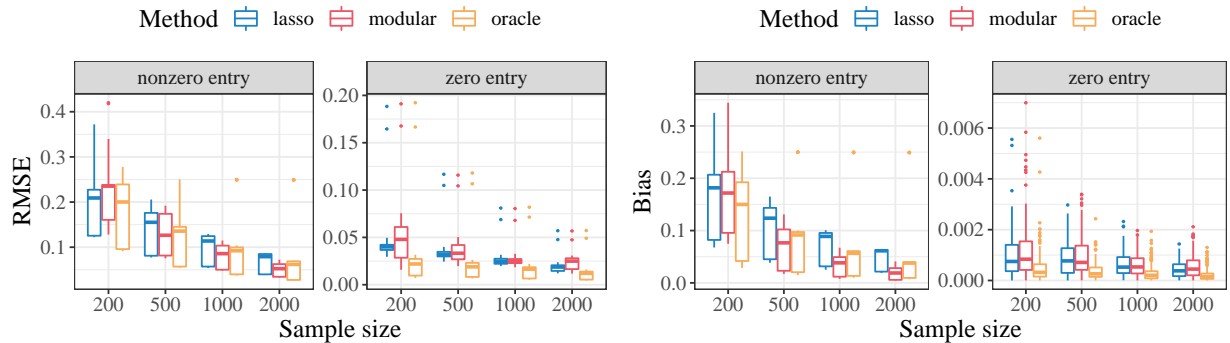 Method lasso modular oracle
nonzero entry
zero entry
RMSE
0.4
0.3
0.2
0.1
0.20
0.15
0.10
0.05
0.00
200 500 1000 2000
200 500 1000 2000
Sample size
Method lasso modular oracle
nonzero entry
zero entry
Bias
0.3
0.2
0.1
0.0
0.006
0.004
0.002
0.000
200 500 1000 2000
200 500 1000 2000
Sample size